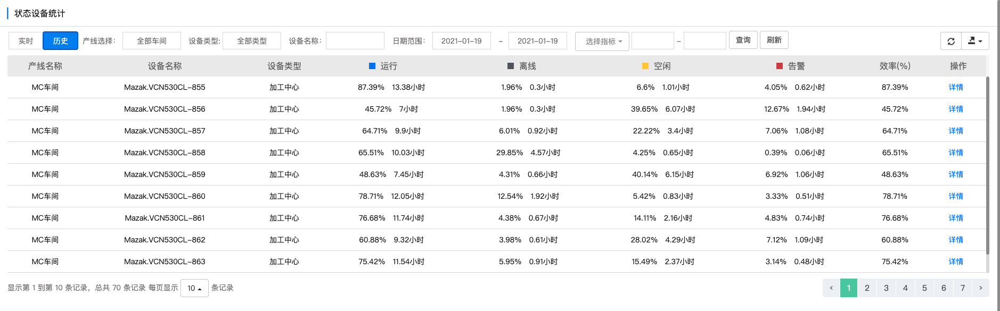 状态设备统计
实时 历史 产线选择: 全部车间 设备类型: 全部类型 设备名称: 日期范围: 2021-01-19 – 2021-01-19 选择指标 – 查询 刷新
产线名称 设备名称 设备类型 运行 离线 空闲 告警 效率(%) 操作
MC车间 Mazak.VCN530CL-855 加工中心 87.39% 13.38小时 1.96% 0.3小时 6.6% 1.01小时 4.05% 0.62小时 87.39% 详情
MC车间 Mazak.VCN530CL-856 加工中心 45.72% 7小时 1.96% 0.3小时 39.65% 6.07小时 12.67% 1.94小时 45.72% 详情
MC车间 Mazak.VCN530CL-857 加工中心 64.71% 9.9小时 6.01% 0.92小时 22.22% 3.4小时 7.06% 1.08小时 64.71% 详情
MC车间 Mazak.VCN530CL-858 加工中心 65.51% 10.03小时 29.85% 4.57小时 4.25% 0.65小时 0.39% 0.06小时 65.51% 详情
MC车间 Mazak.VCN530CL-859 加工中心 48.63% 7.45小时 4.31% 0.66小时 40.14% 6.15小时 6.92% 1.06小时 48.63% 详情
MC车间 Mazak.VCN530CL-860 加工中心 78.71% 12.05小时 12.54% 1.92小时 5.42% 0.83小时 3.33% 0.51小时 78.71% 详情
MC车间 Mazak.VCN530CL-861 加工中心 76.68% 11.74小时 4.38% 0.67小时 14.11% 2.16小时 4.83% 0.74小时 76.68% 详情
MC车间 Mazak.VCN530CL-862 加工中心 60.88% 9.32小时 3.98% 0.61小时 28.02% 4.29小时 7.12% 1.09小时 60.88% 详情
MC车间 Mazak.VCN530CL-863 加工中心 75.42% 11.54小时 5.95% 0.91小时 15.49% 2.37小时 3.14% 0.48小时 75.42% 详情
显示第 1 到第 10 条记录，总共 70 条记录 每页显示 10 条记录 ‹ 1 2 3 4 5 6 7 ›